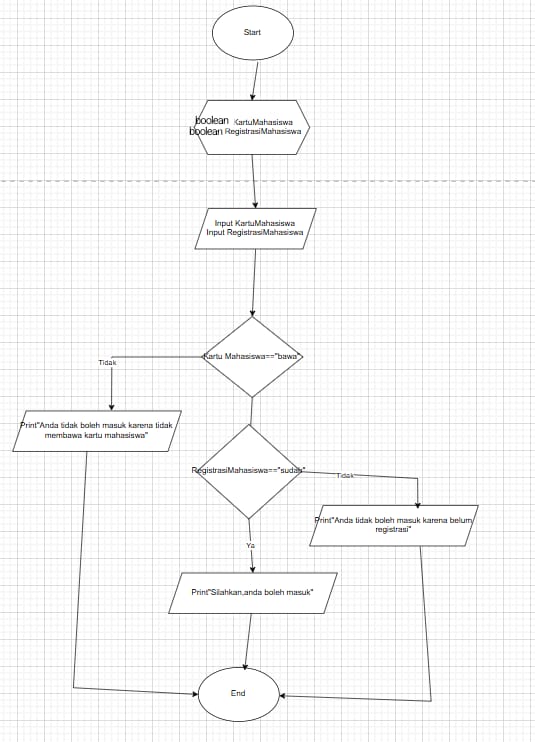 Start
boolean KartuMahasiswa
boolean RegistrasiMahasiswa
Input KartuMahasiswa
Input RegistrasiMahasiswa
Kartu Mahasiswa=="bawa"
Tidak
Print"Anda tidak boleh masuk karena tidak
membawa kartu mahasiswa"
RegistrasiMahasiswa=="sudah"
Tidak
Print"Anda tidak boleh masuk karena belum
registrasi"
Ya
Print"Silahkan,anda boleh masuk"
End